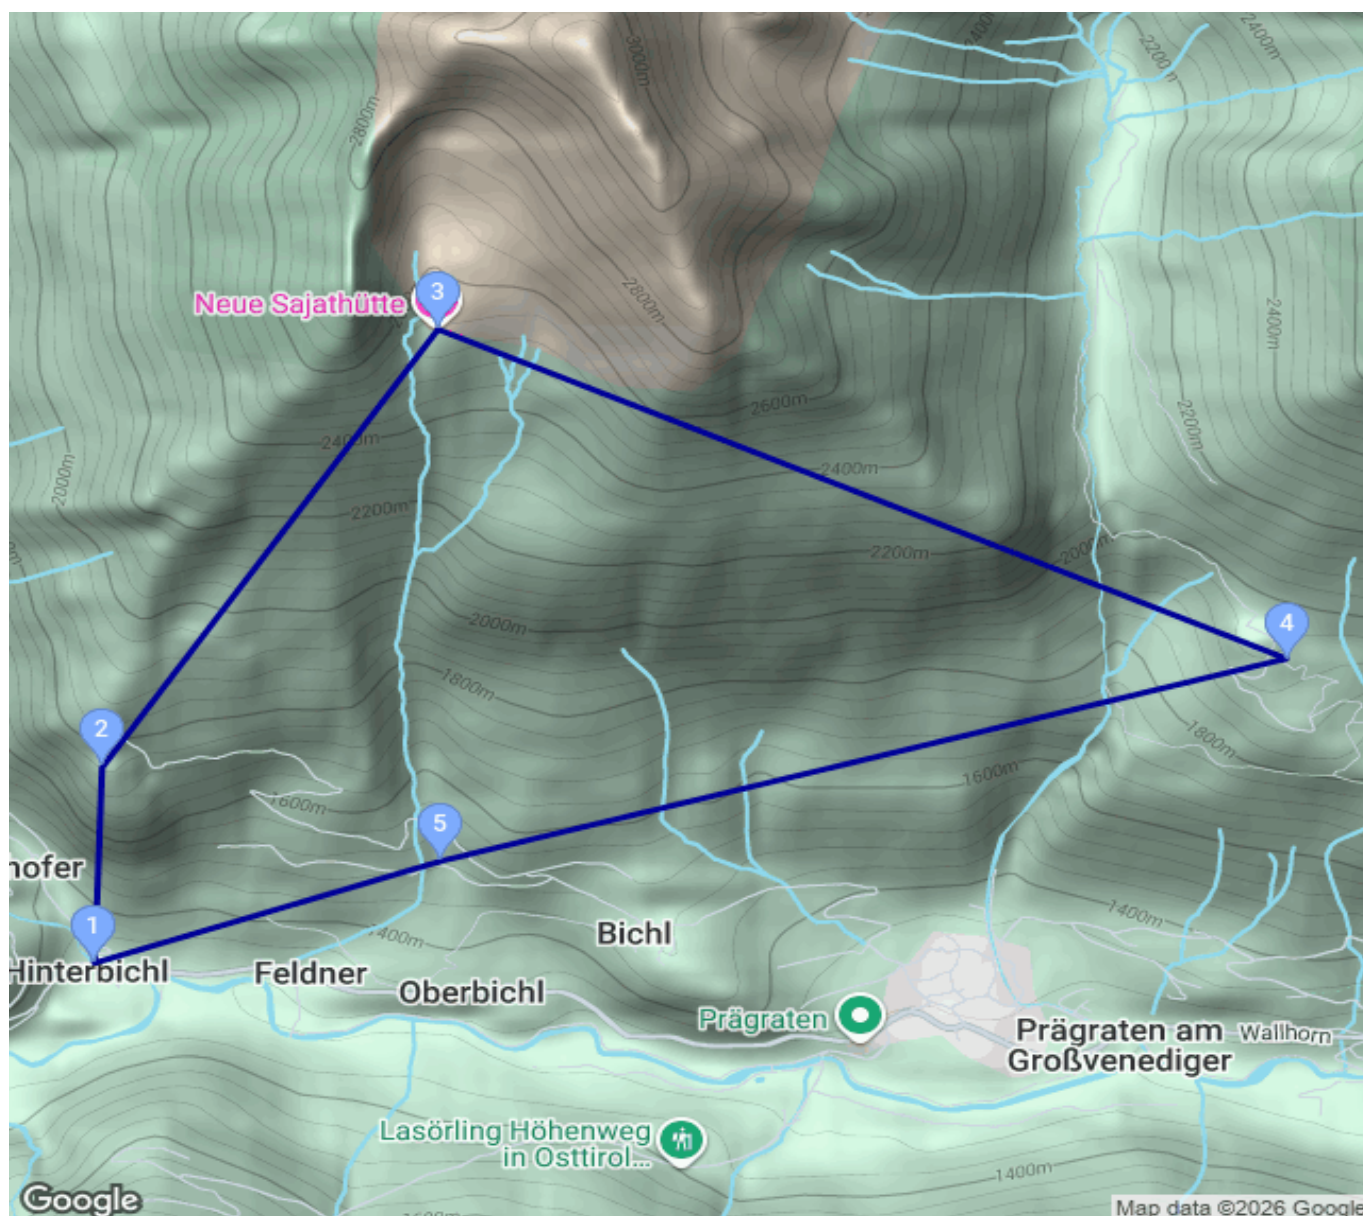 2400m
2200m
2400m
3000m
2800m
3
Neue Sajathütte
2800m
2400m
2600m
2200m
2400m
2400m
2000m
2200m
2200m
2000m
2000m
4
1800m
2
1800m
1600m
1600m
5
hofer
1
1400m
1400m
Bichl
Hinterbichl
Feldner
Oberbichl
Prägraten
Prägraten am
Großvenediger
Wallhorn
Lasörling Höhenweg
in Osttirol...
1400m
Google
Map data ©2026 Google